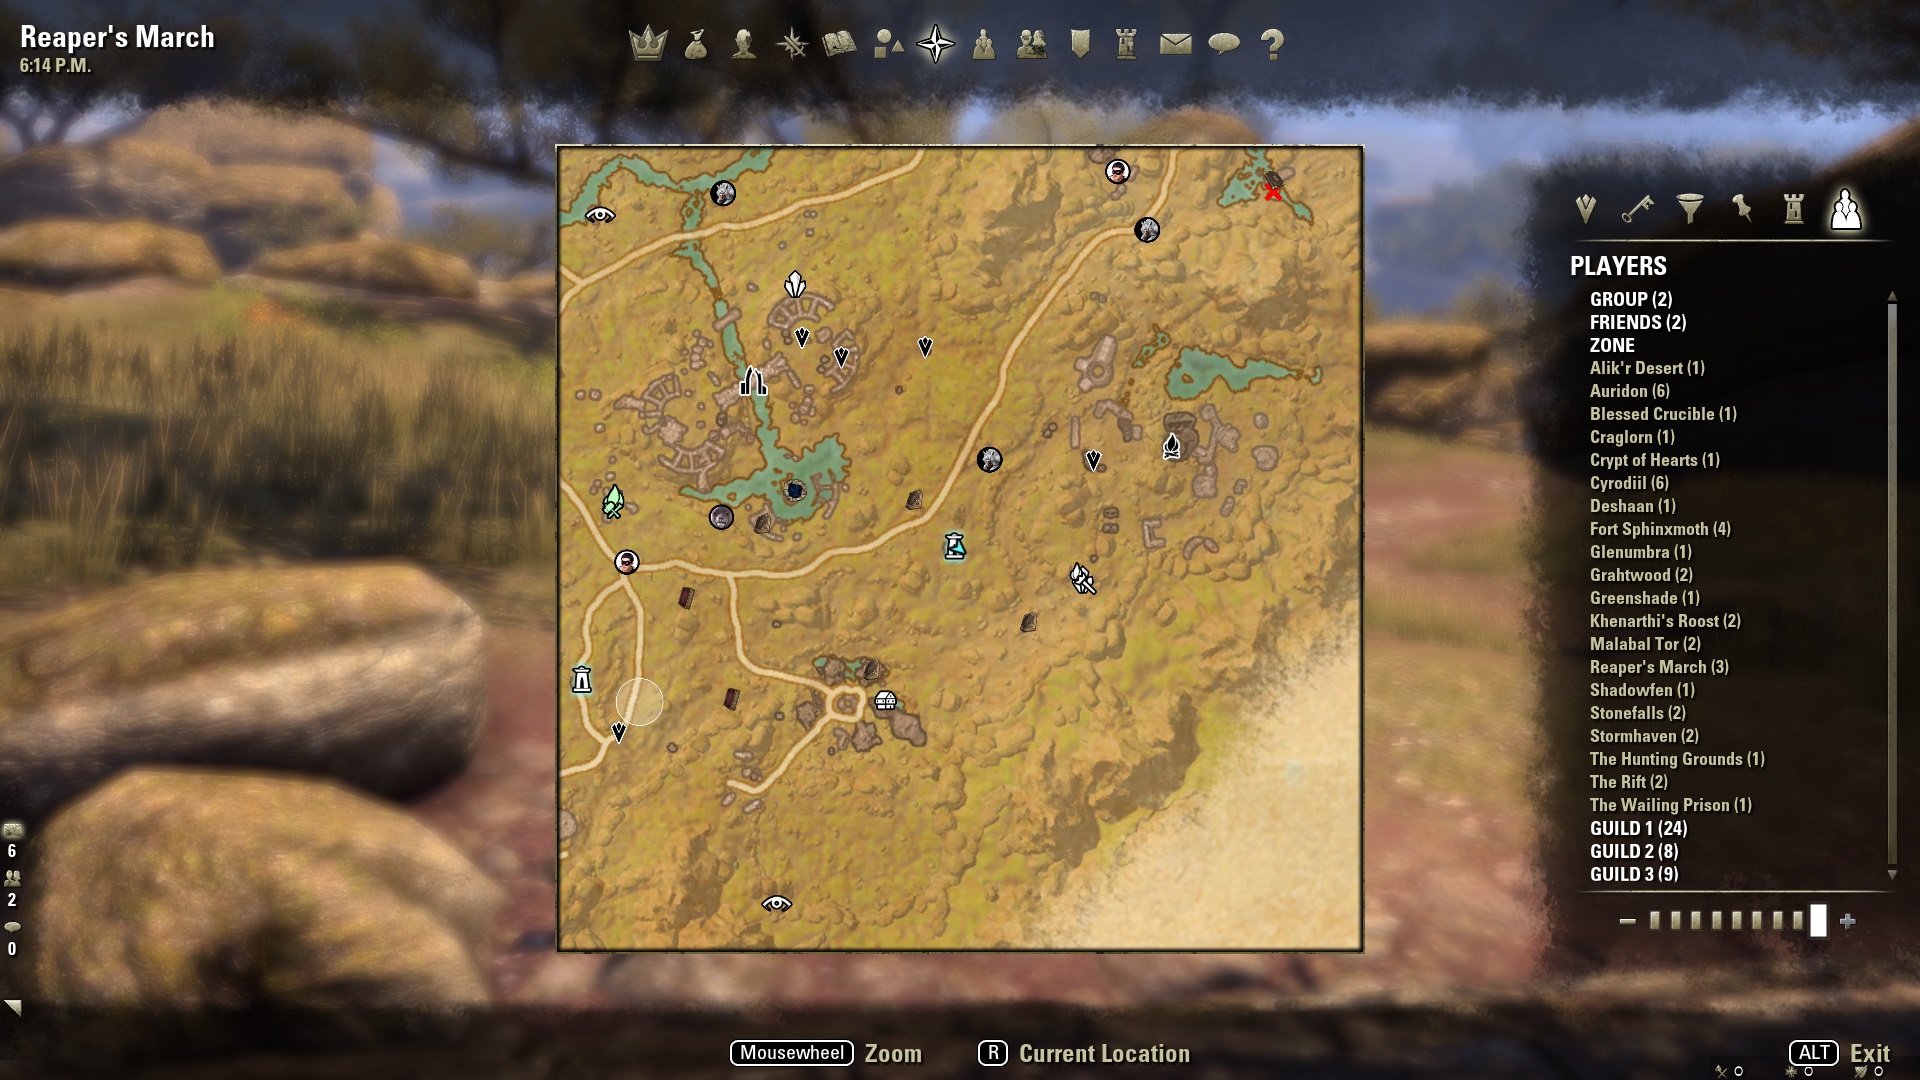 Reaper's March
6:14 P.M.
PLAYERS
GROUP (2)
FRIENDS (2)
ZONE
Alik'r Desert (1)
Auridon (6)
Blessed Crucible (1)
Craglorn (1)
Crypt of Hearts (1)
Cyrodiil (6)
Deshaan (1)
Fort Sphinxmoth (4)
Glenumbra (1)
Grahtwood (2)
Greenshade (1)
Khenarthi's Roost (2)
Malabal Tor (2)
Reaper's March (3)
Shadowfen (1)
Stonefalls (2)
Stormhaven (2)
The Hunting Grounds (1)
The Rift (2)
The Wailing Prison (1)
GUILD 1 (24)
GUILD 2 (8)
GUILD 3 (9)
6
2
0
Mousewheel Zoom
R Current Location
ALT Exit
0 0 0